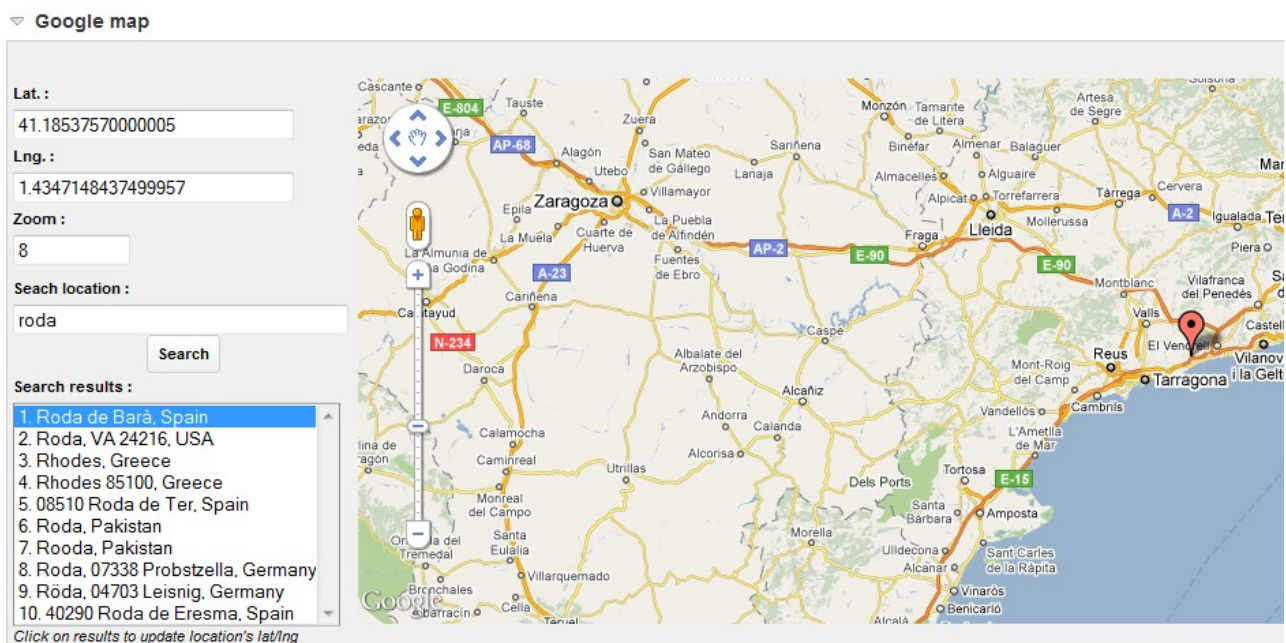 Google map
Lat. :
41.18537570000005
Lng. :
1.4347148437499957
Zoom :
8
Seach location :
roda
Search
Search results :
1. Roda de Barà, Spain
2. Roda, VA 24216, USA
3. Rhodes, Greece
4. Rhodes 85100, Greece
5. 08510 Roda de Ter, Spain
6. Roda, Pakistan
7. Rooda, Pakistan
8. Roda, 07338 Probstzella, Germany
9. Röda, 04703 Leisnig, Germany
10. 40290 Roda de Eresma, Spain
Click on results to update location's lat/lng
Cascante
E-804
Tauste
Zuera
Monzón
Tamarite
de Litera
Artesa
de Segre
AP-68
Alagón
San Mateo
de Gállego
Sariñena
Binéfar
Almenar
Balaguer
Utebo
Lanaja
Almacelles
Alguaire
Villamayor
Alpicat
Torrefarrera
Tàrrega
Cervera
Zaragoza
Epila
La Puebla
de Alfindén
Lleida
Mollerussa
A-2
Igualada
La Muela
Cuarte de
Huerva
Fraga
Piera
La Almunia de
Godina
Fuentes
de Ebro
AP-2
E-90
E-90
A-23
Montblanc
Vilafranca
del Penedès
Cariñena
Valls
N-234
Caspe
El Vendrell
Albalate del
Arzobispo
Reus
Daroca
Mont-Roig
del Camp
Tarragona
Alcañiz
Cambrils
Andorra
Vandellòs
Calamocha
Calanda
L'Ametlla
de Mar
Caminreal
Alcorisa
Utrillas
Tortosa
E-15
Dels Ports
Monreal
del Campo
Santa
Bàrbara
Amposta
Santa
Eulalia
Morella
Ulldecona
Sant Carles
de la Ràpita
Villarquemado
Alcanar
Bronchales
Vinaròs
Google
Cella
Benicarló
Teruel